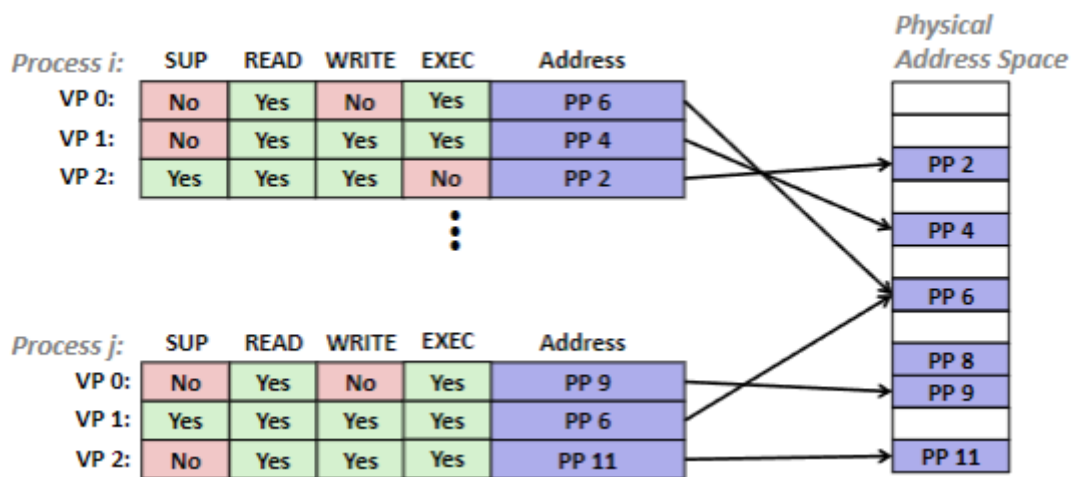 Physical
Address Space
Process i: SUP READ WRITE EXEC Address
VP 0: No Yes No Yes PP 6
VP 1: No Yes Yes Yes PP 4
VP 2: Yes Yes Yes No PP 2
PP 2
PP 4
PP 6
PP 8
PP 9
PP 11
Process j: SUP READ WRITE EXEC Address
VP 0: No Yes No Yes PP 9
VP 1: Yes Yes Yes Yes PP 6
VP 2: No Yes Yes Yes PP 11